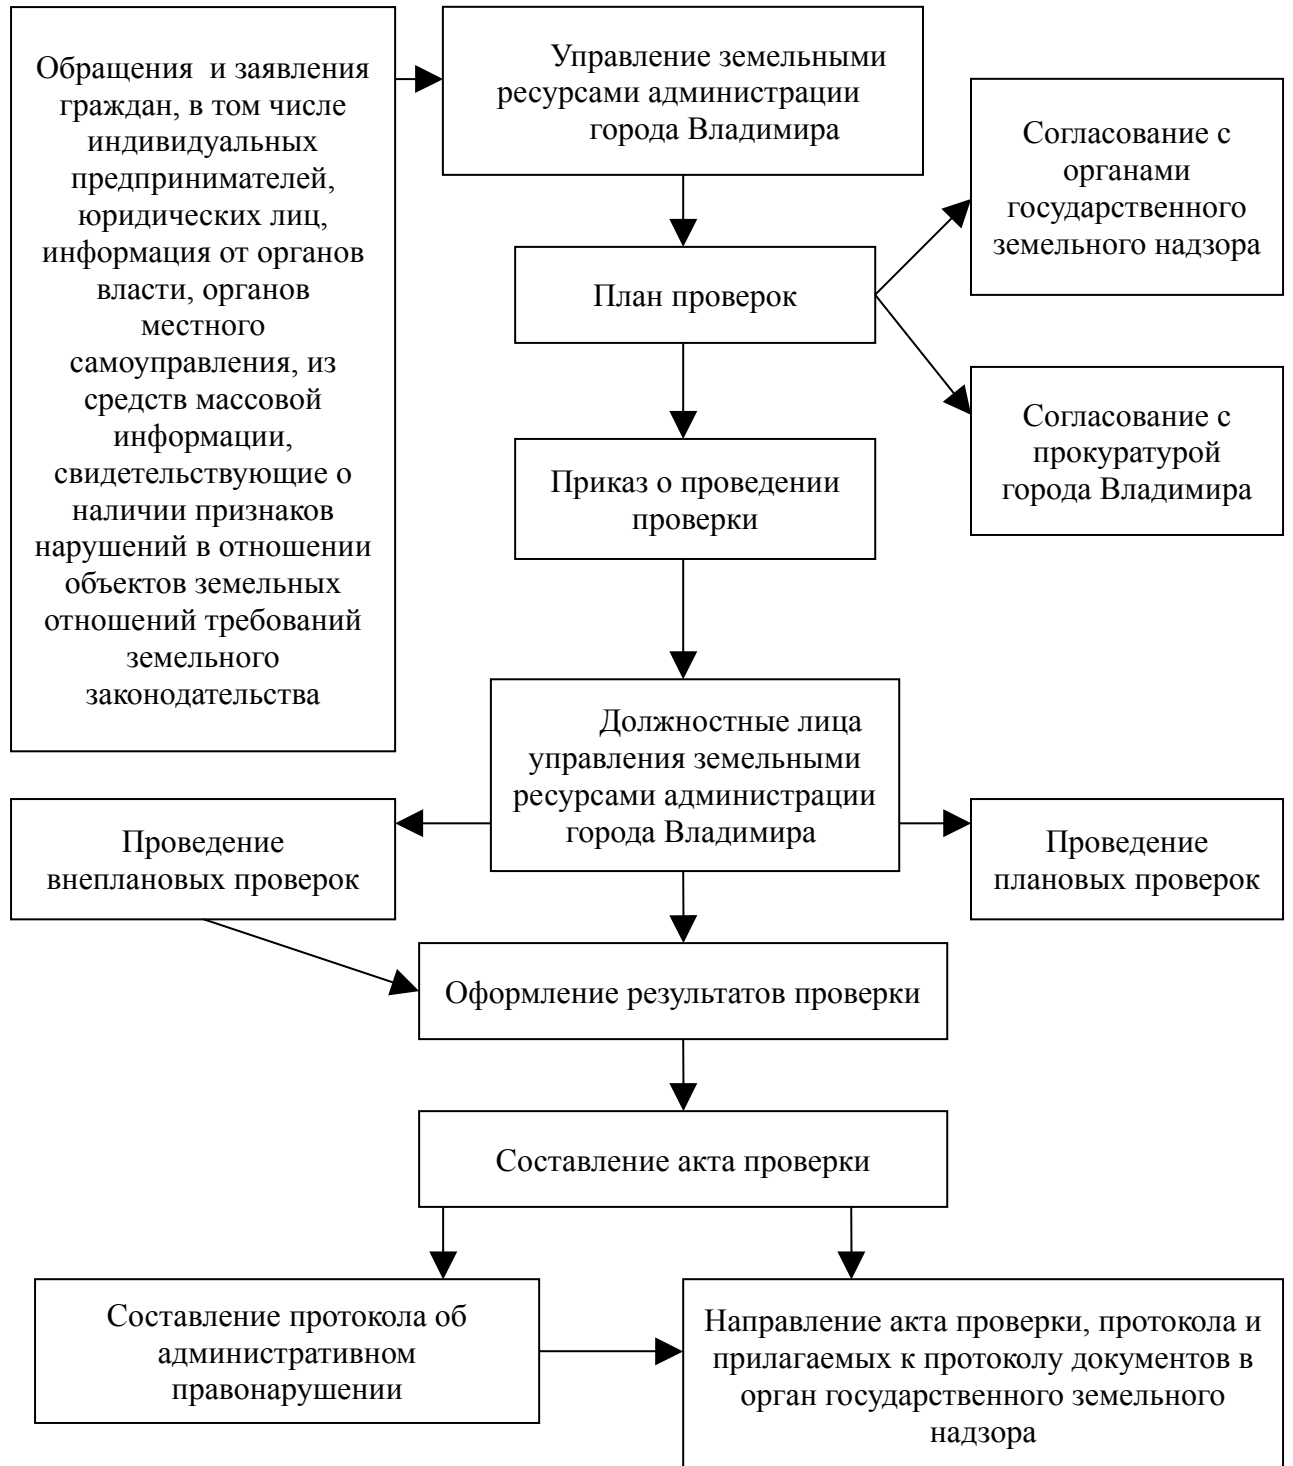 Обращения и заявления
граждан, в том числе
индивидуальных
предпринимателей,
юридических лиц,
информация от органов
власти, органов
местного
самоуправления, из
средств массовой
информации,
свидетельствующие о
наличии признаков
нарушений в отношении
объектов земельных
отношений требований
земельного
законодательства
Управление земельными
ресурсами администрации
города Владимира
Согласование с
органами
государственного
земельного надзора
План проверок
Согласование с
прокуратурой
города Владимира
Приказ о проведении
проверки
Должностные лица
управления земельными
ресурсами администрации
города Владимира
Проведение
внеплановых проверок
Проведение
плановых проверок
Оформление результатов проверки
Составление акта проверки
Составление протокола об
административном
правонарушении
Направление акта проверки, протокола и
прилагаемых к протоколу документов в
орган государственного земельного
надзора